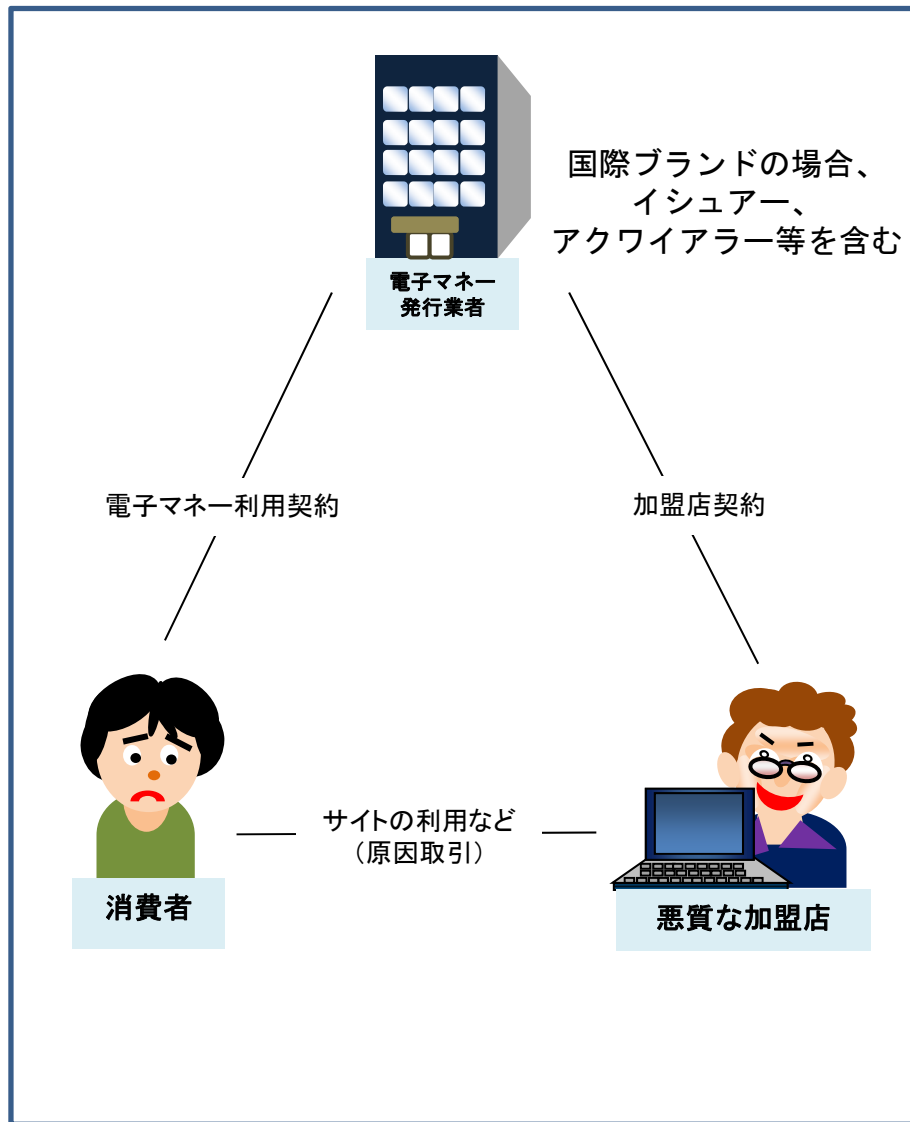 国際ブランドの場合、
イシュアー、
アクワイアラー等を含む
電子マネー
発行業者
電子マネー利用契約
加盟店契約
サイトの利用など
（原因取引）
消費者
悪質な加盟店